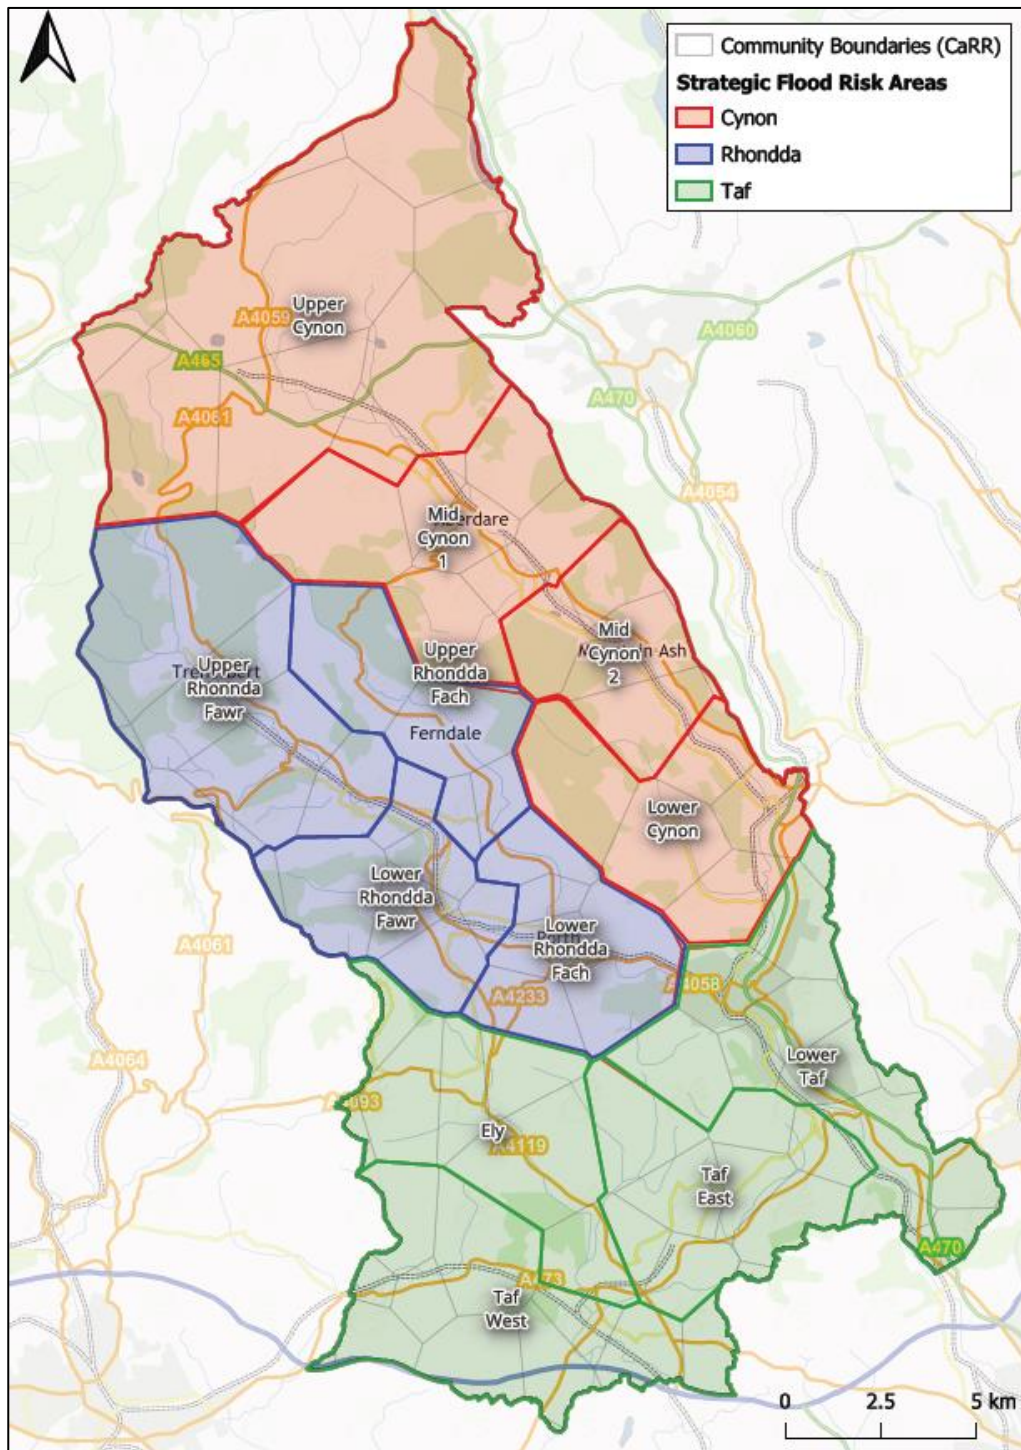 Community Boundaries (CaRR)
Strategic Flood Risk Areas
Cynon
Rhondda
Taf
Upper
Cynon
A4059
A465
A4061
A4060
A470
A4054
Mid
Cynon
1
Mid
Cynon
2
Ash
Upper
Rhonnda
Fawr
Upper
Rhondda
Fach
Ferndale
Lower
Cynon
Lower
Rhondda
Fawr
Lower
Rhondda
Fach
A4061
A4233
A4058
A4064
Lower
Taf
A4093
Ely
A4119
Taf
East
A470
A473
Taf
West
0 2.5 5 km